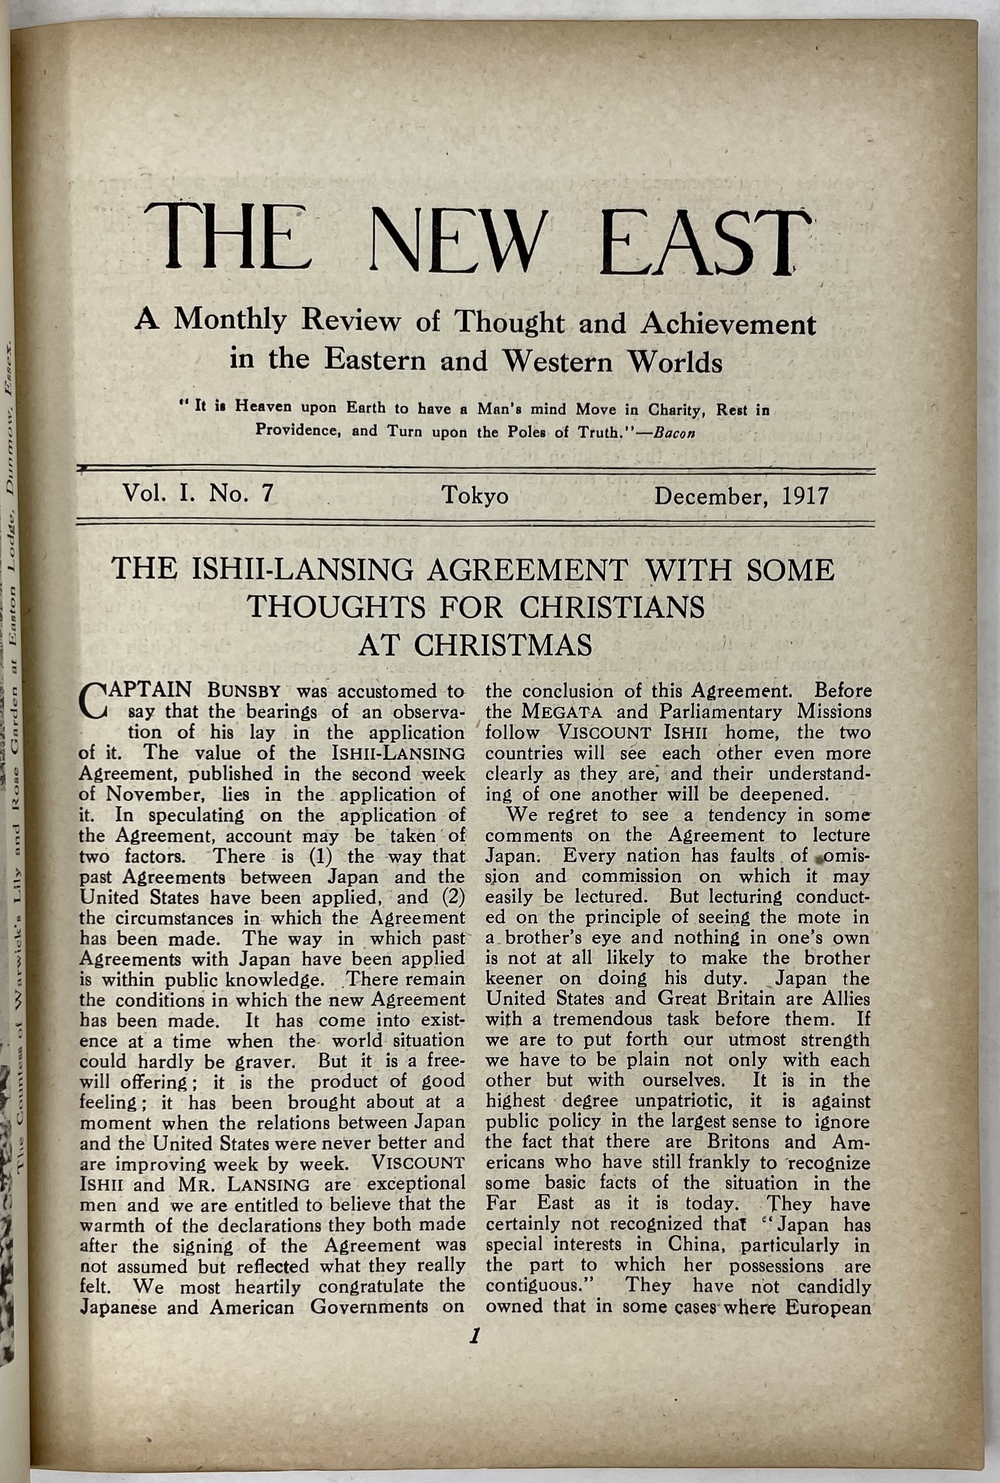 THE NEW EAST
A Monthly Review of Thought and Achievement
in the Eastern and Western Worlds
"It is Heaven upon Earth to have a Man's mind Move in Charity, Rest in
Providence, and Turn upon the Poles of Truth."—Bacon
Vol. I. No. 7 Tokyo December, 1917
THE ISHII-LANSING AGREEMENT WITH SOME
THOUGHTS FOR CHRISTIANS
AT CHRISTMAS
CAPTAIN BUNSBY was accustomed to
say that the bearings of an observa-
tion of his lay in the application
of it. The value of the ISHII-LANSING
Agreement, published in the second week
of November, lies in the application of
it. In speculating on the application of
the Agreement, account may be taken of
two factors. There is (1) the way that
past Agreements between Japan and the
United States have been applied, and (2)
the circumstances in which the Agreement
has been made. The way in which past
Agreements with Japan have been applied
is within public knowledge. There remain
the conditions in which the new Agreement
has been made. It has come into exist-
ence at a time when the world situation
could hardly be graver. But it is a free-
will offering; it is the product of good
feeling; it has been brought about at a
moment when the relations between Japan
and the United States were never better and
are improving week by week. VISCOUNT
ISHII and MR. LANSING are exceptional
men and we are entitled to believe that the
warmth of the declarations they both made
after the signing of the Agreement was
not assumed but reflected what they really
felt. We most heartily congratulate the
Japanese and American Governments on
the conclusion of this Agreement. Before
the MEGATA and Parliamentary Missions
follow VISCOUNT ISHII home, the two
countries will see each other even more
clearly as they are, and their understand-
ing of one another will be deepened.
We regret to see a tendency in some
comments on the Agreement to lecture
Japan. Every nation has faults of omis-
sion and commission on which it may
easily be lectured. But lecturing conduct-
ed on the principle of seeing the mote in
a brother's eye and nothing in one's own
is not at all likely to make the brother
keener on doing his duty. Japan the
United States and Great Britain are Allies
with a tremendous task before them. If
we are to put forth our utmost strength
we have to be plain not only with each
other but with ourselves. It is in the
highest degree unpatriotic, it is against
public policy in the largest sense to ignore
the fact that there are Britons and Am-
ericans who have still frankly to recognize
some basic facts of the situation in the
Far East as it is today. They have
certainly not recognized that "Japan has
special interests in China, particularly in
the part to which her possessions are
contiguous." They have not candidly
owned that in some cases where European
1
The Countess of Warwick's Lily and Rose Garden at Easton Lodge, Dunmow, Essex.